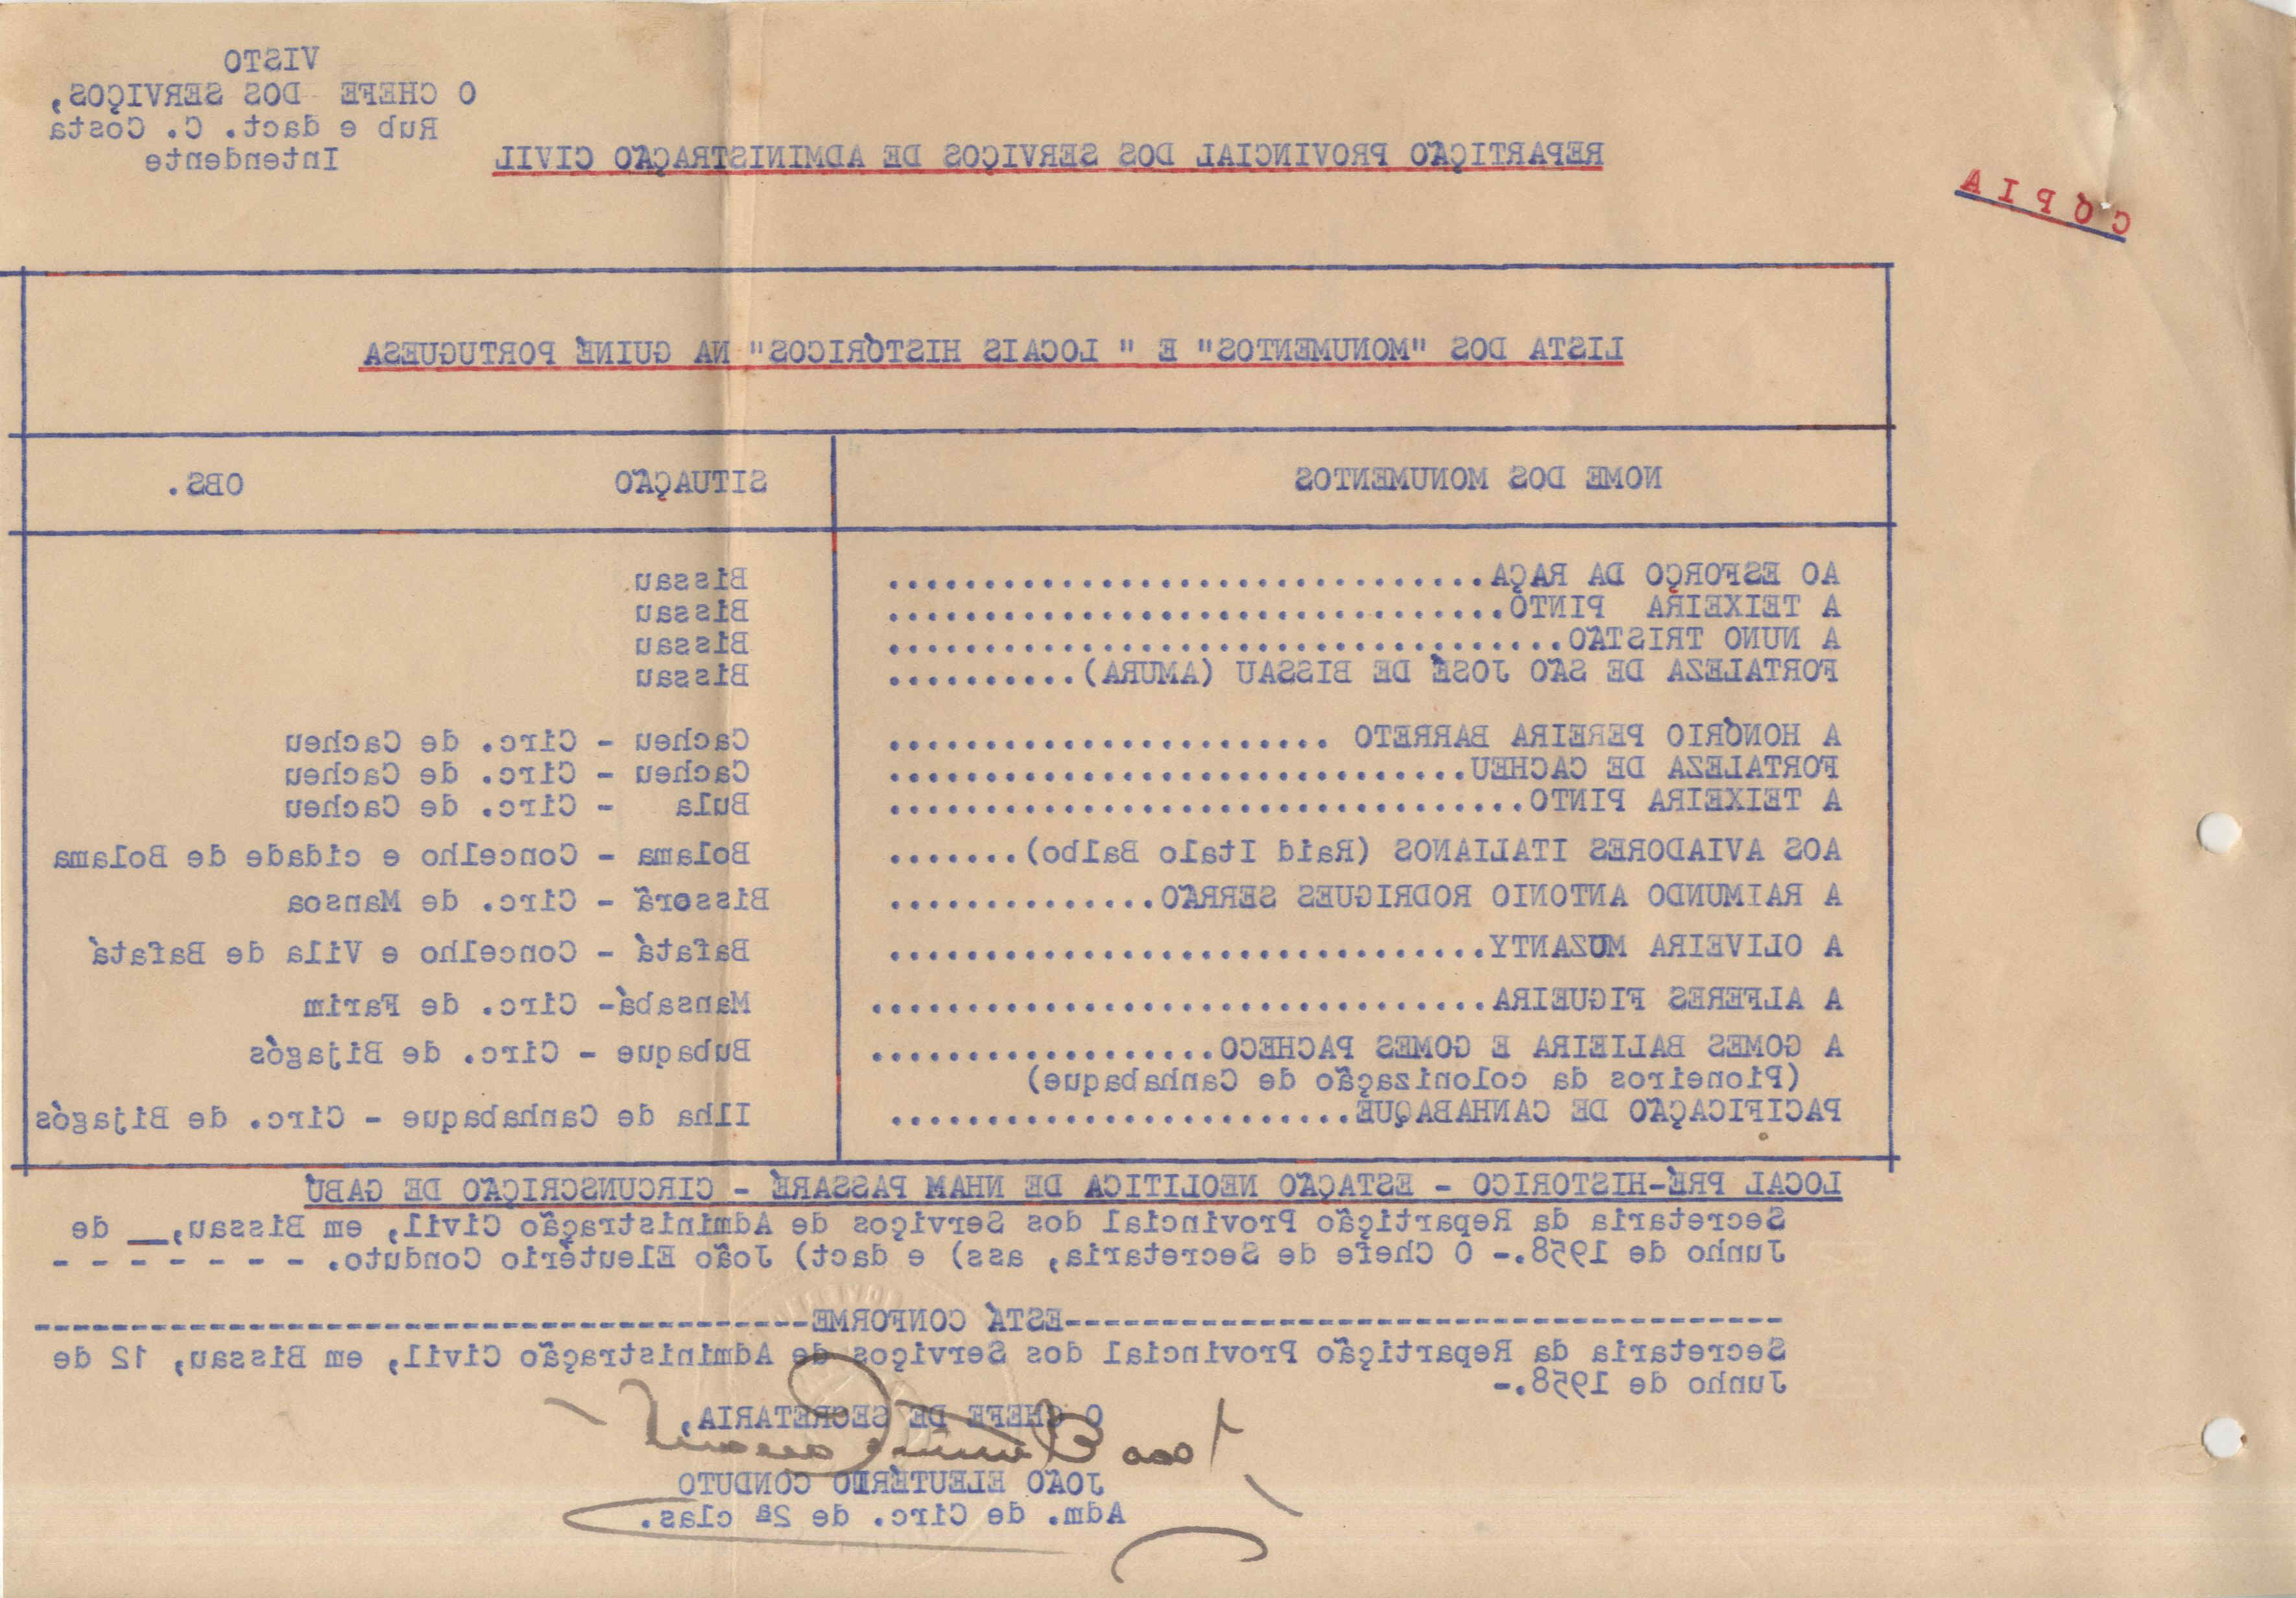 CÓPIA
VISTO
O CHEFE DOS SERVIÇOS,
Rub e dact. C. Costa
Intendente
REPARTIÇÃO PROVINCIAL DOS SERVIÇOS DE ADMINISTRAÇÃO CIVIL
LISTA DOS "MONUMENTOS" E " LOCAIS HISTÓRICOS" NA GUINÉ PORTUGUESA
NOME DOS MONUMENTOS SITUAÇÃO OBS.
AO ESFORÇO DA RAÇA............................... Bissau
A TEIXEIRA PINTO................................ Bissau
A NUNO TRISTÃO................................... Bissau
FORTALEZA DE SÃO JOSÉ DE BISSAU (AMURA).......... Bissau
A HONÓRIO PEREIRA BARRETO ....................... Cacheu - Circ. de Cacheu
FORTALEZA DE CACHEU.............................. Cacheu - Circ. de Cacheu
A TEIXEIRA PINTO................................. Bula - Circ. de Cacheu
AOS AVIADORES ITALIANOS (Raid Italo Balbo)....... Bolama - Concelho e cidade de Bolama
A RAIMUNDO ANTONIO RODRIGUES SERRÃO.............. Bissorã - Circ. de Mansoa
A OLIVEIRA MUZANTY............................... Bafatá - Concelho e Vila de Bafatá
A ALFERES FIGUEIRA................................ Mansabá- Circ. de Farim
A GOMES BALIEIRA E GOMES PACHECO.................. Bubaque - Circ. de Bijagós
(Pioneiros da colonização de Canhabaque)
PACIFICAÇÃO DE CANHABAQUE........................ Ilha de Canhabaque - Circ. de Bijagós
LOCAL PRÉ-HISTORICO - ESTAÇÃO NEOLITICA DE NHAM PASSARÉ - CIRCUNSCRIÇÃO DE GABÚ
Secretaria da Repartição Provincial dos Serviços de Administração Civil, em Bissau,__ de
Junho de 1958.- O Chefe de Secretaria, ass) e dact) João Eleutério Conduto. - - - - - - - -
--------------------------------------ESTÁ CONFORME-----------------------------------------
Secretaria da Repartição Provincial dos Serviços de Administração Civil, em Bissau, 12 de
Junho de 1958.-
O CHEFE DE SECRETARIA,
JOÃO ELEUTÉRIO CONDUTO
Adm. de Circ. de 2ª clas.